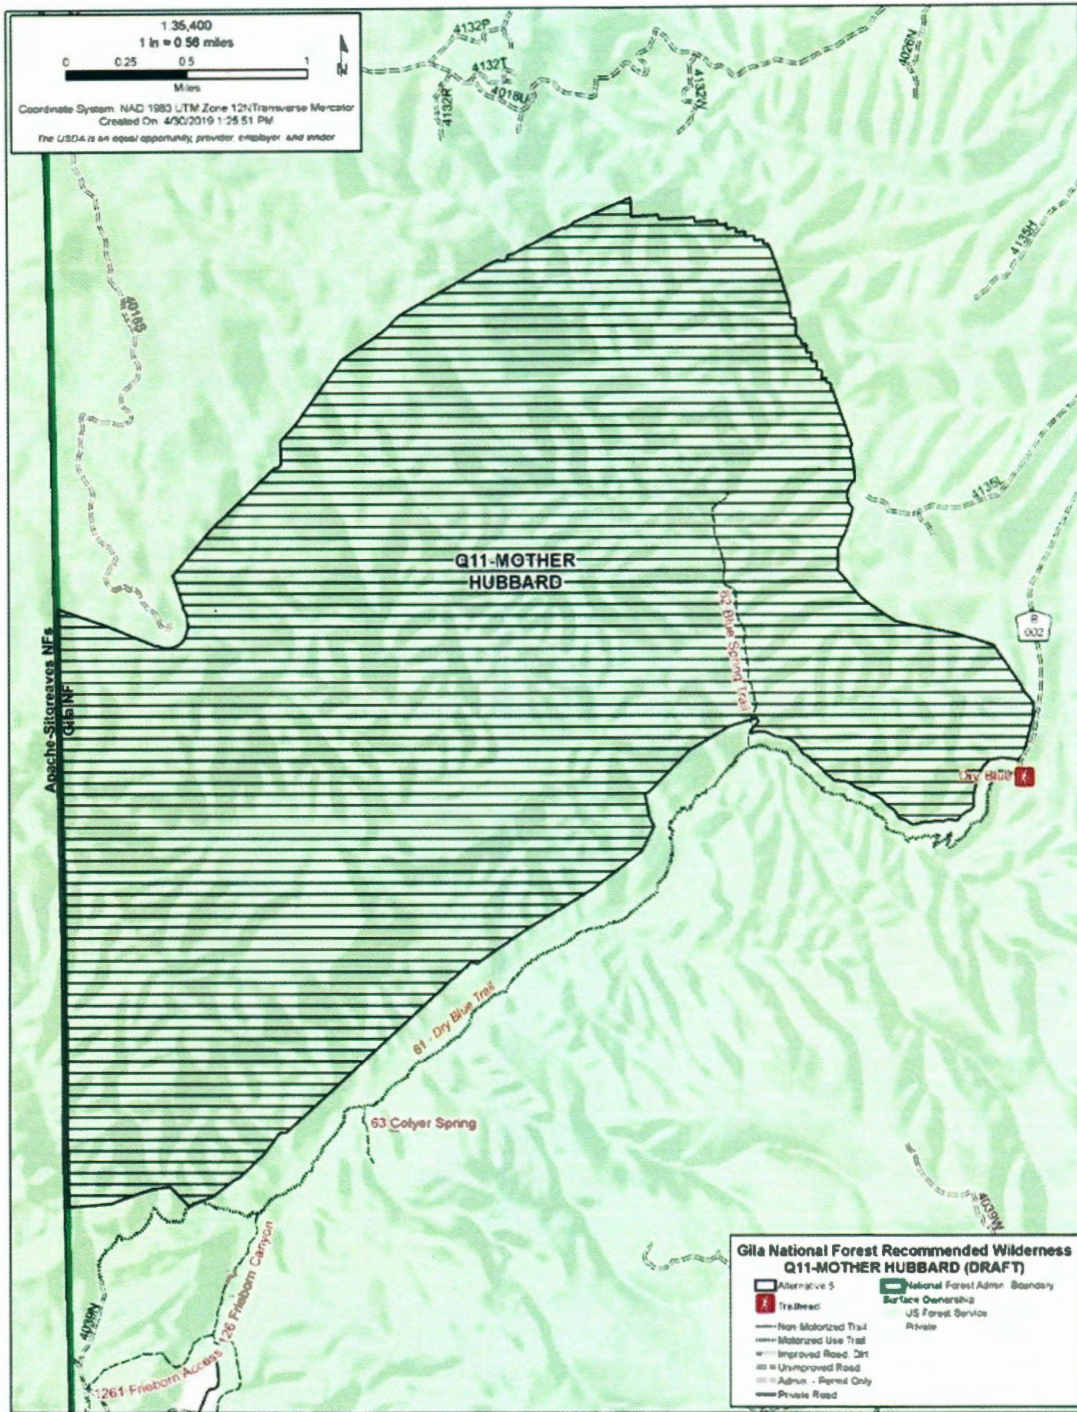 1:35,400
1 in = 0.56 miles
0 0.25 0.5 1
Miles
Coordinate System: NAD 1983 UTM Zone 12N Transverse Mercator
Created On: 4/30/2019 1:25:51 PM
The USDA is an equal opportunity, provider, employer, and lender
N
4132P
4132T
4018U
4132R
4132N
4026N
4135H
4018S
4135L
Q11-MOTHER
HUBBARD
62 Blue Spring Trail
B
002
Apache-Sitgreaves NFs
Gila NF
Dry Blue
61 - Dry Blue Trail
63 Colyer Spring
4039W
4039N
126 Frieborn Canyon
1261 Frieborn Access
Gila National Forest Recommended Wilderness
Q11-MOTHER HUBBARD (DRAFT)
Alternative 5
Trailhead
Non Motorized Trail
Motorized Use Trail
Improved Road, Dirt
Unimproved Road
Admin - Permit Only
Private Road
National Forest Admin. Boundary
Surface Ownership
US Forest Service
Private